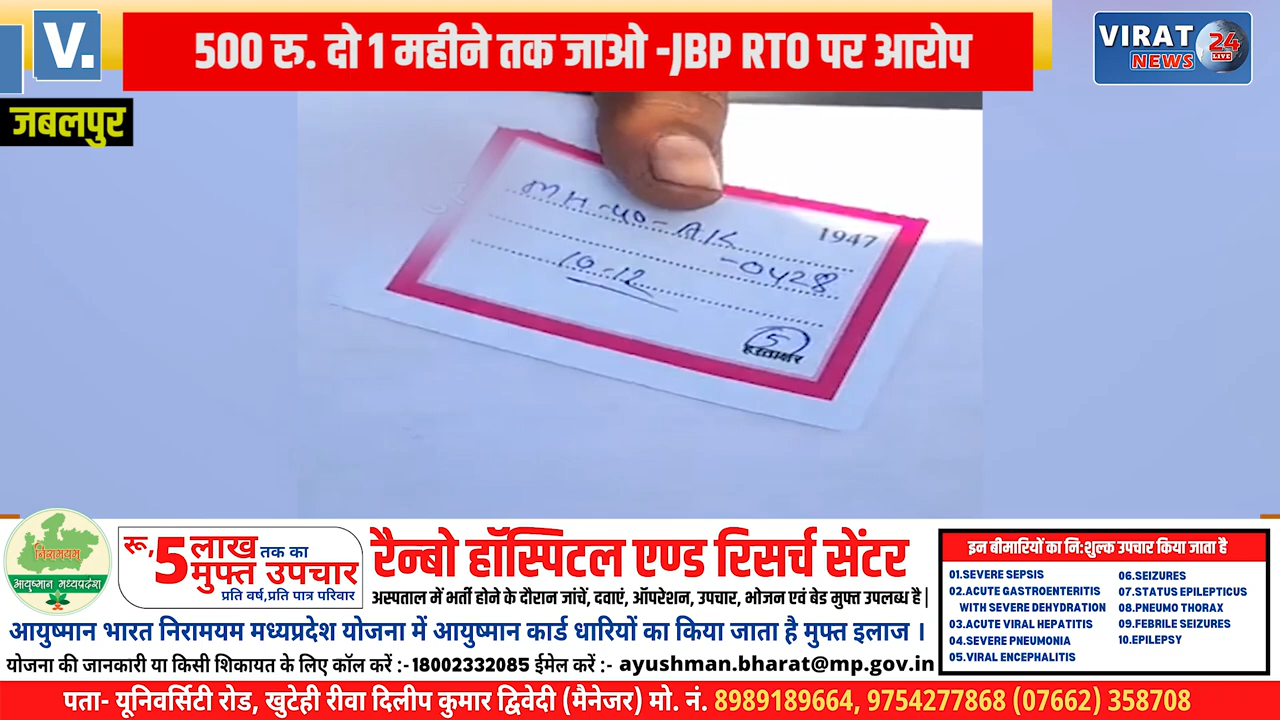 V.
500 रु. दो 1 महीने तक जाओ -JBP RTO पर आरोप
VIRAT
NEWS
24
LIVE
जबलपुर
MH-40-AK
1947
-0428
10-12
5
हस्ताक्षर
निरामयम्
आयुष्मान मध्यप्रदेश
रू,5 लाख तक का
मुफ्त उपचार
प्रति वर्ष,प्रति पात्र परिवार
रैन्बो हॉस्पिटल एण्ड रिसर्च सेंटर
अस्पताल में भर्ती होने के दौरान जांचें, दवाएं, ऑपरेशन, उपचार, भोजन एवं बेड मुफ्त उपलब्ध है|
आयुष्मान भारत निरामयम मध्यप्रदेश योजना में आयुष्मान कार्ड धारियों का किया जाता है मुफ्त इलाज ।
योजना की जानकारी या किसी शिकायत के लिए कॉल करें :- 18002332085 ईमेल करें :- ayushman.bharat@mp.gov.in
इन बीमारियों का नि:शुल्क उपचार किया जाता है
01.SEVERE SEPSIS
02.ACUTE GASTROENTERITIS
WITH SEVERE DEHYDRATION
03.ACUTE VIRAL HEPATITIS
04.SEVERE PNEUMONIA
05.VIRAL ENCEPHALITIS
06.SEIZURES
07.STATUS EPILEPTICUS
08.PNEUMO THORAX
09.FEBRILE SEIZURES
10.EPILEPSY
पता- यूनिवर्सिटी रोड, खुटेही रीवा दिलीप कुमार द्विवेदी (मैनेजर) मो. नं. 8989189664, 9754277868 (07662) 358708